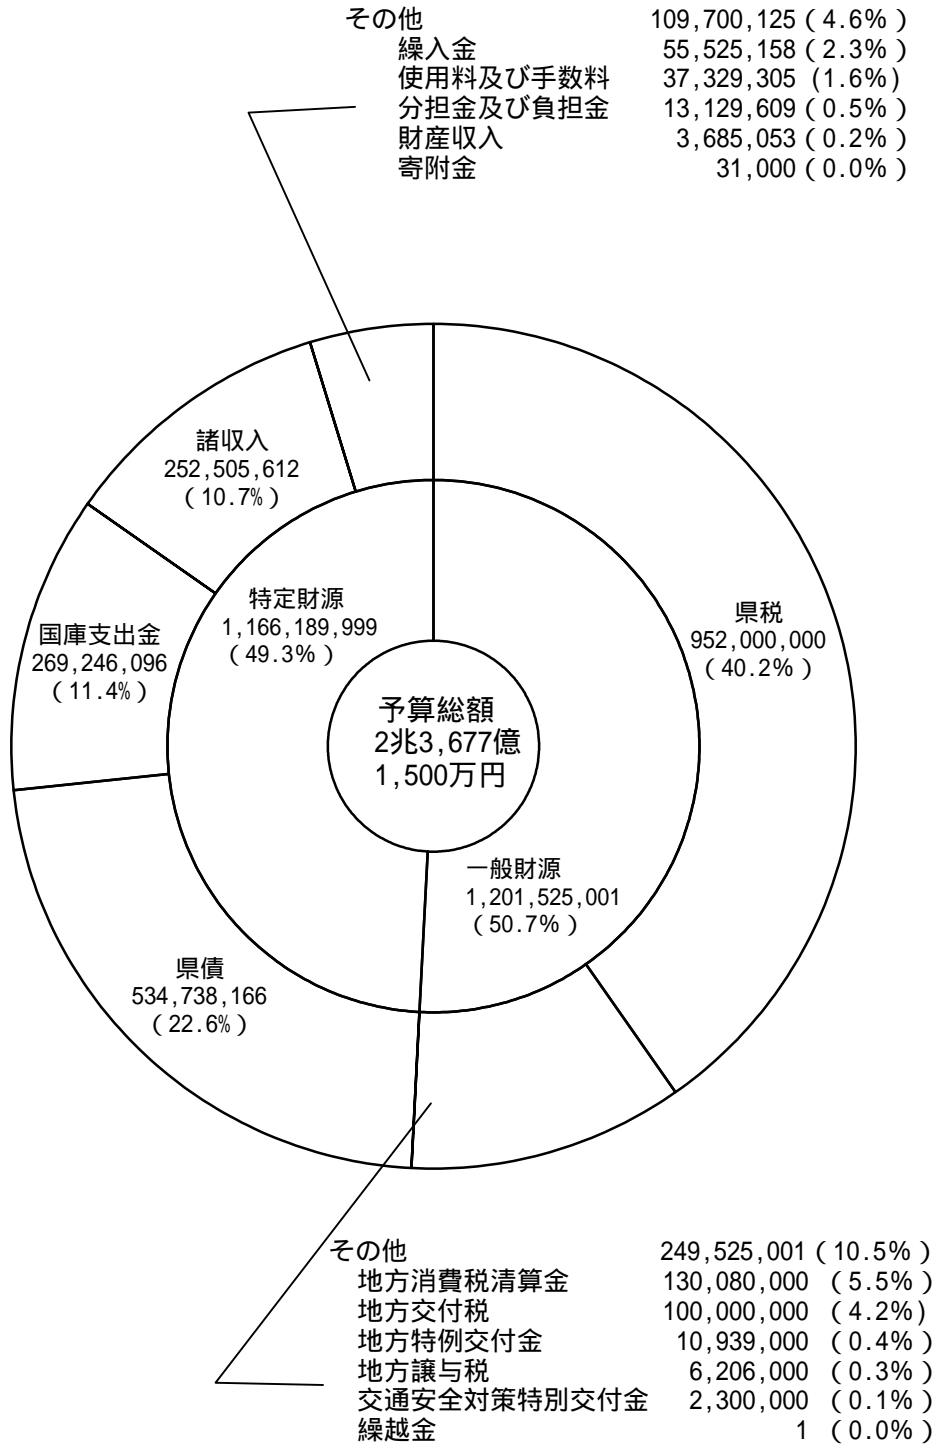 その他 109,700,125(4.6%)
繰入金 55,525,158(2.3%)
使用料及び手数料 37,329,305 (1.6%)
分担金及び負担金 13,129,609(0.5%)
財産収入 3,685,053(0.2%)
寄附金 31,000(0.0%)
諸収入
252,505,612
(10.7%)
特定財源
1,166,189,999
(49.3%)
国庫支出金
269,246,096
(11.4%)
県税
952,000,000
(40.2%)
予算総額
2兆3,677億
1,500万円
一般財源
1,201,525,001
(50.7%)
県債
534,738,166
(22.6%)
その他 249,525,001(10.5%)
地方消費税清算金 130,080,000 (5.5%)
地方交付税 100,000,000 (4.2%)
地方特例交付金 10,939,000 (0.4%)
地方譲与税 6,206,000 (0.3%)
交通安全対策特別交付金 2,300,000 (0.1%)
繰越金 1 (0.0%)